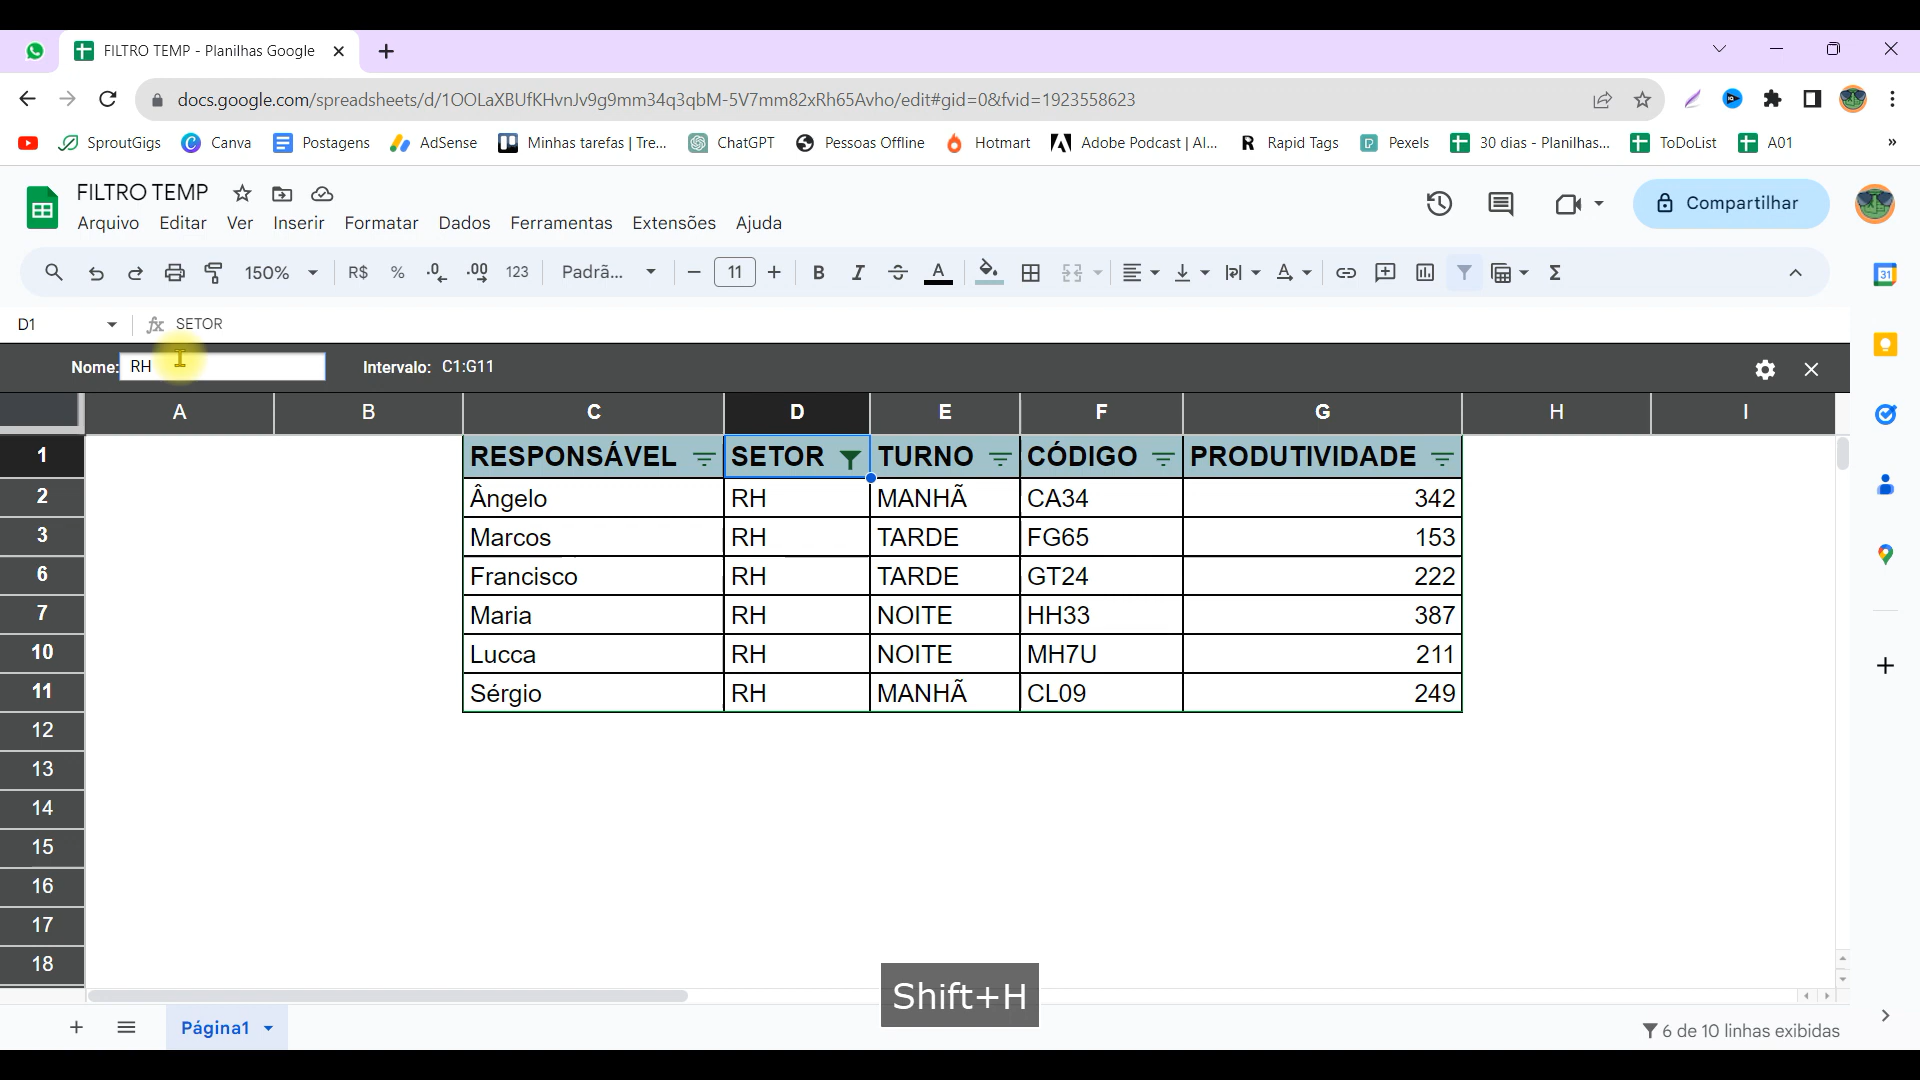 FILTRO TEMP - Planilhas Google
docs.google.com/spreadsheets/d/1OOLaXBUfKHvnJv9g9mm34q3qbM-5V7mm82xRh65Avho/edit#gid=0&fvid=1923558623
SproutGigs Canva Postagens AdSense Minhas tarefas | Tre... ChatGPT Pessoas Offline Hotmart Adobe Podcast | AI... Rapid Tags Pexels 30 dias - Planilhas... ToDoList A01 »
FILTRO TEMP
Arquivo Editar Ver Inserir Formatar Dados Ferramentas Extensões Ajuda
Compartilhar
150% R$ % .0 .00 123 Padrã... 11 B I S A Σ
31
D1 fx SETOR
Nome: RH Intervalo: C1:G11
A B C D E F G H I
1 RESPONSÁVEL SETOR TURNO CÓDIGO PRODUTIVIDADE
2 Ângelo RH MANHÃ CA34 342
3 Marcos RH TARDE FG65 153
6 Francisco RH TARDE GT24 222
7 Maria RH NOITE HH33 387
10 Lucca RH NOITE MH7U 211
11 Sérgio RH MANHÃ CL09 249
12
13
14
15
16
17
18
Shift+H
Página1
6 de 10 linhas exibidas